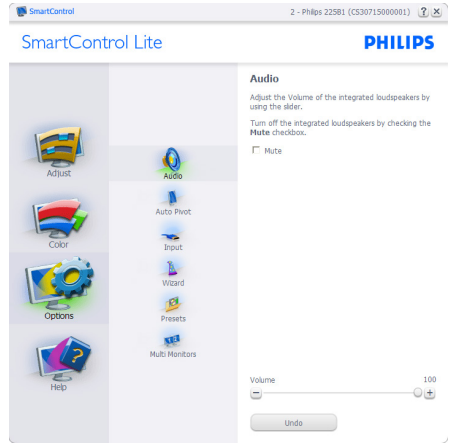 SmartControl
2 - Philips 225B1 (CS30715000001)
?
SmartControl Lite
PHILIPS
Adjust
Color
Options
Help
Audio
Auto Pivot
Input
Wizard
Presets
Multi Monitors
Audio
Adjust the Volume of the integrated loudspeakers by
using the slider.
Turn off the integrated loudspeakers by checking the
Mute checkbox.
Mute
Volume 100
Undo